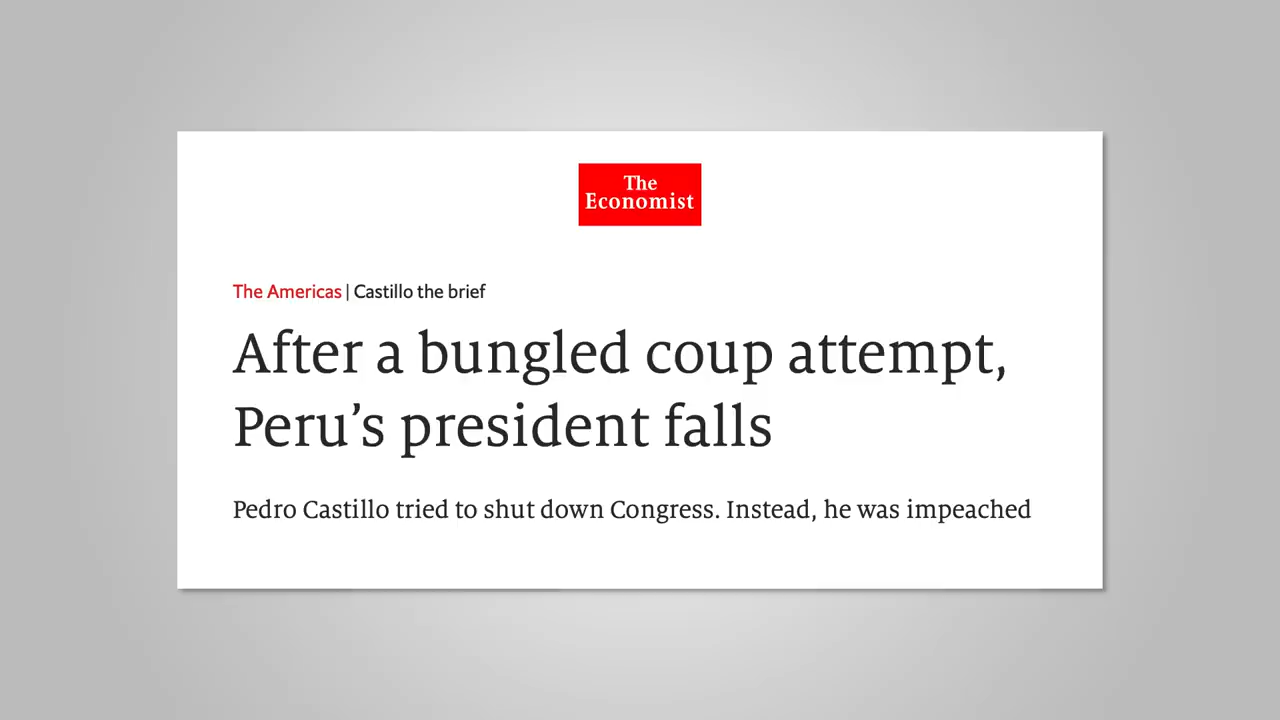 The
Economist
The Americas | Castillo the brief
After a bungled coup attempt,
Peru’s president falls
Pedro Castillo tried to shut down Congress. Instead, he was impeached